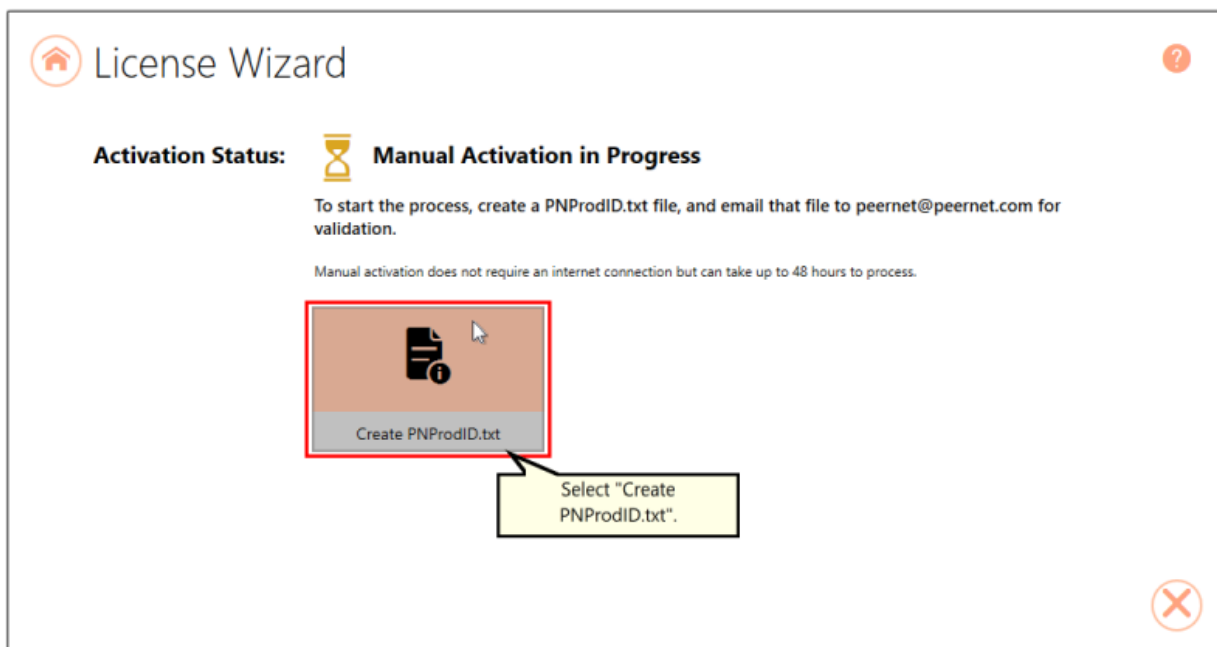 License Wizard
?
Activation Status:
Manual Activation in Progress
To start the process, create a PNProdID.txt file, and email that file to peernet@peernet.com for
validation.
Manual activation does not require an internet connection but can take up to 48 hours to process.
Create PNProdID.txt
Select "Create
PNProdID.txt".